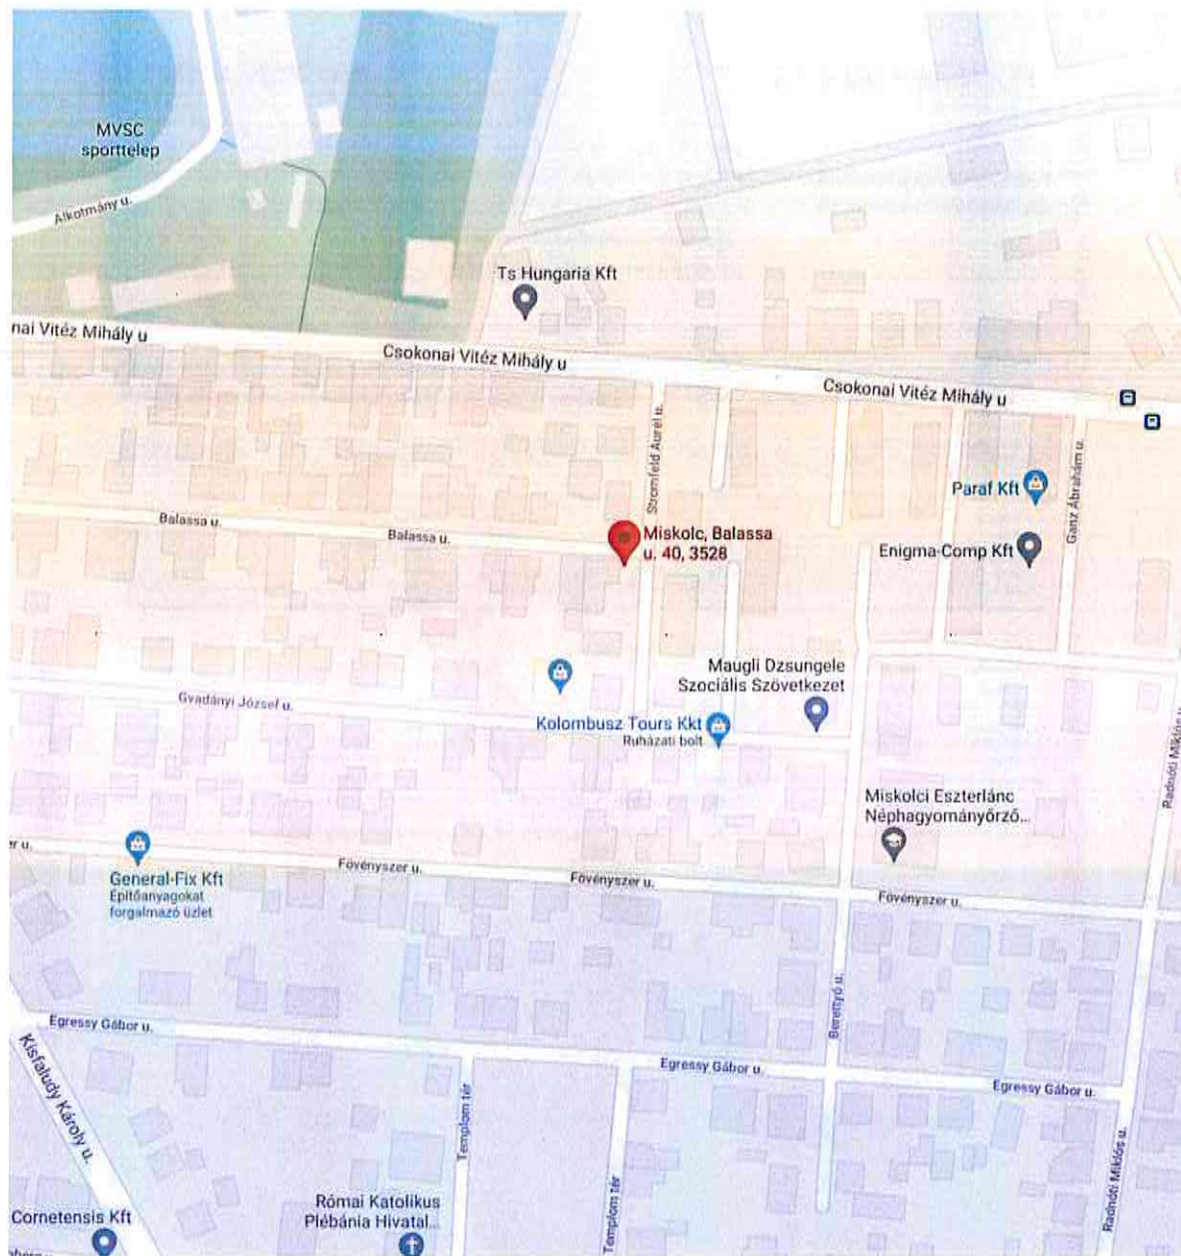 MVSC
sporttelep
Alkotmány u.
Ts Hungaria Kft
nai Vitéz Mihály u
Csokonai Vitéz Mihály u
Csokonai Vitéz Mihály u
Stromfeld Aurél u.
Ganz Ábrahám u.
Paraf Kft
Balassa u.
Balassa u.
Miskolc, Balassa
u. 40, 3528
Enigma-Comp Kft
Maugli Dzsungele
Szociális Szövetkezet
Gvadányi József u.
Kolombusz Tours Kkt
Ruházati bolt
Radnóti Miklós u.
Miskolci Eszterlánc
Néphagyományőrző...
er u.
General-Fix Kft
Építőanyagokat
forgalmazó üzlet
Fövényszer u.
Fövényszer u.
Fövényszer u.
Berettyó u.
Egressy Gábor u.
Egressy Gábor u.
Egressy Gábor u.
Kisfaludy Károly u.
Templom tér
Templom tér
Radnóti Miklós u.
Római Katolikus
Plébánia Hivatal...
Cornetensis Kft